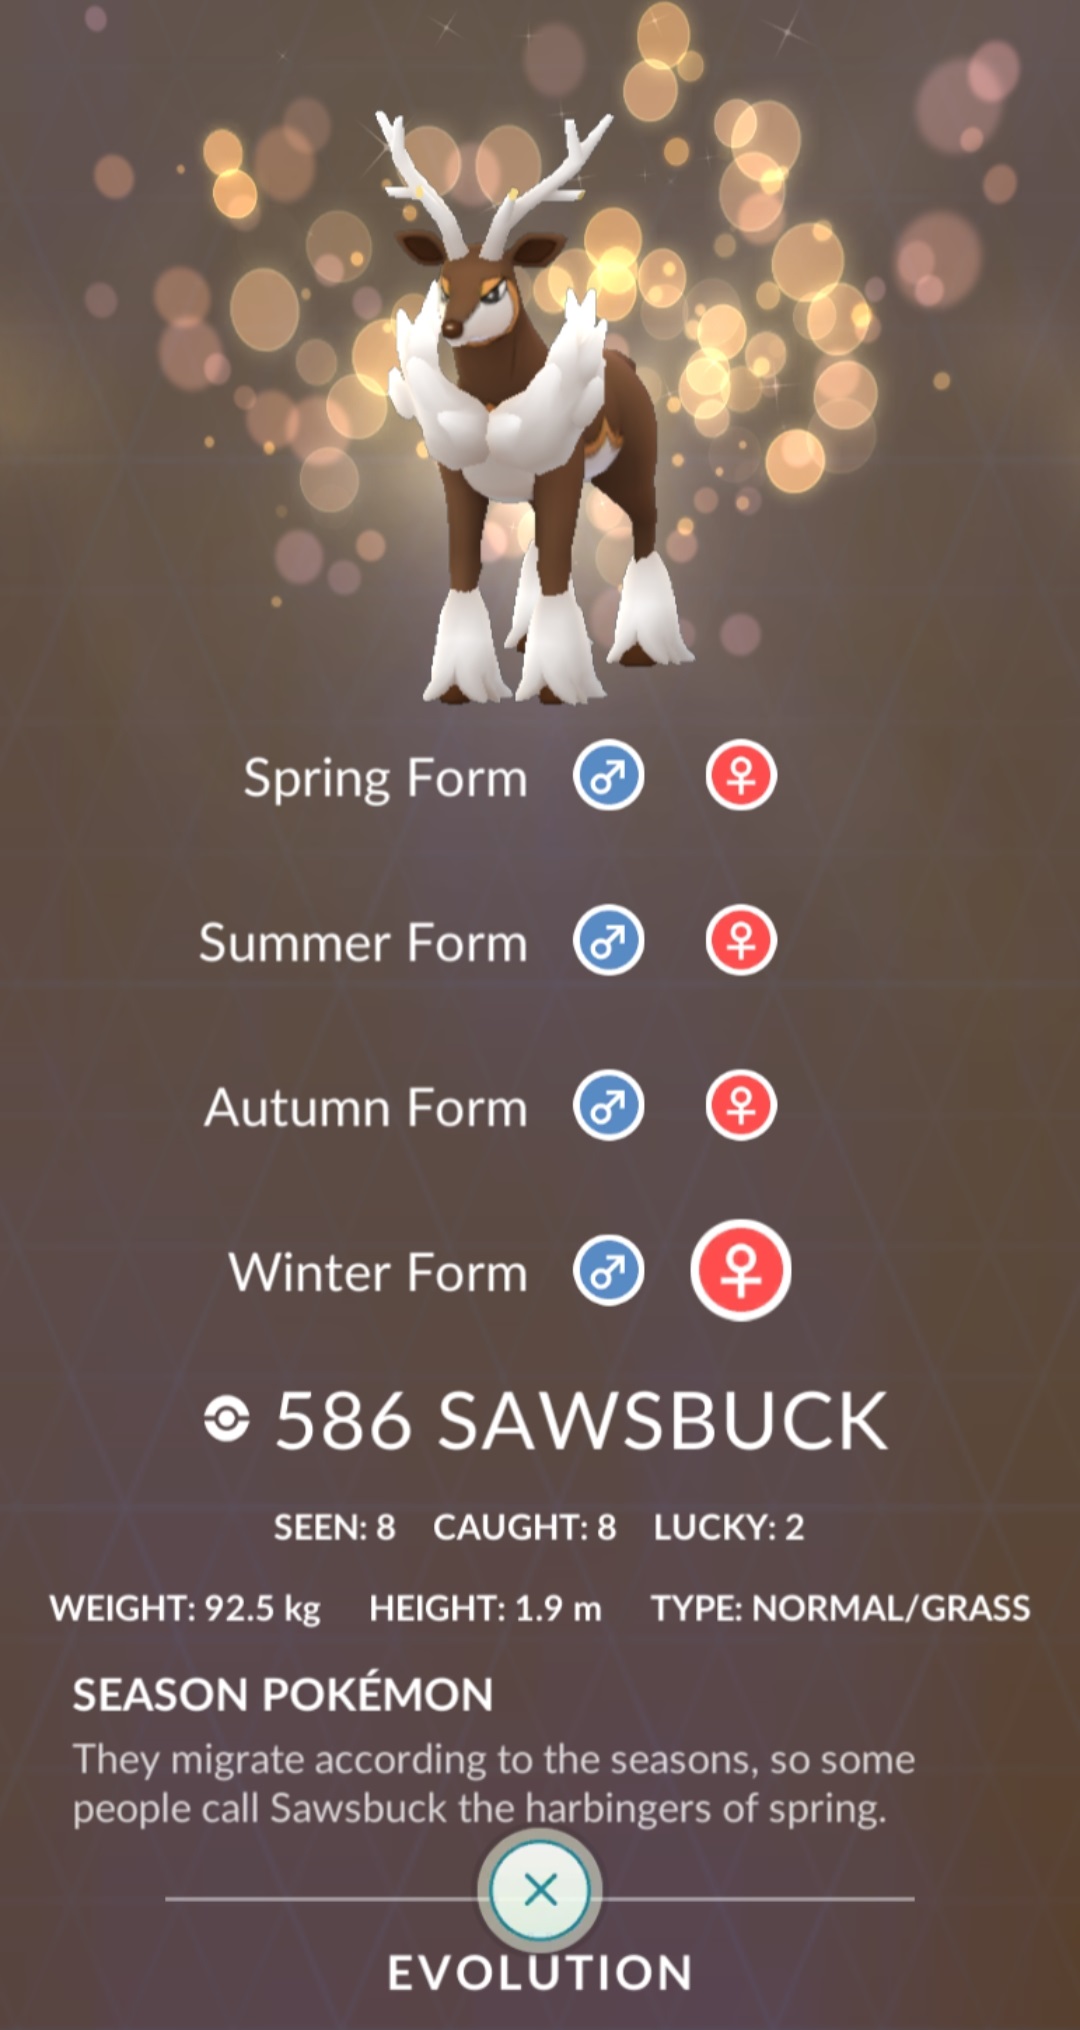 Spring Form ♂ ♀
Summer Form ♂ ♀
Autumn Form ♂ ♀
Winter Form ♂ ♀
586 SAWSBUCK
SEEN: 8 CAUGHT: 8 LUCKY: 2
WEIGHT: 92.5 kg HEIGHT: 1.9 m TYPE: NORMAL/GRASS
SEASON POKÉMON
They migrate according to the seasons, so some
people call Sawsbuck the harbingers of spring.
EVOLUTION